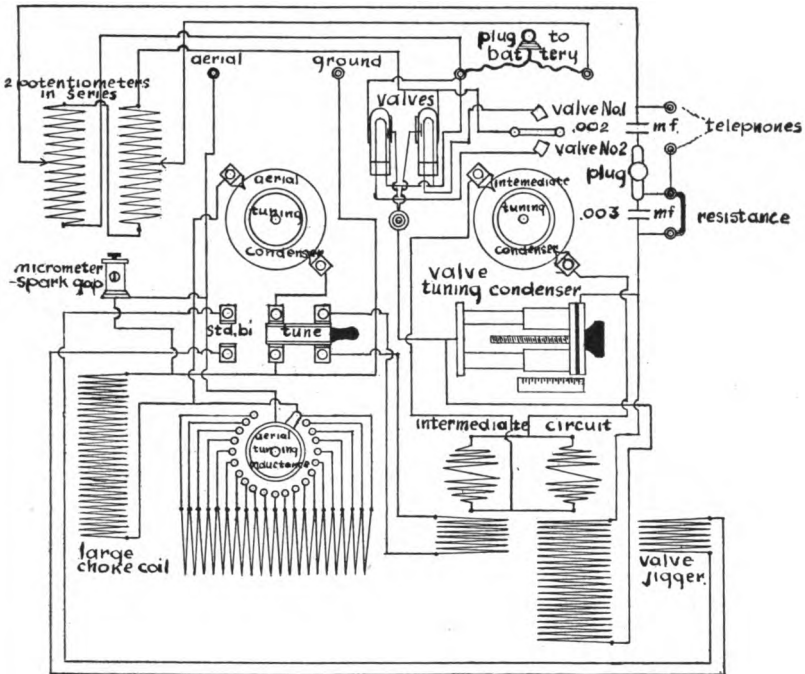 plug to
battery
aerial
ground
2 potentiometers
in series
valves
valve No1
.002 mf.
telephones
valve No2
plug
aerial
tuning
condenser
intemediate
tuning
condenser
.003 mf
resistance
micrometer
-spark gap
valve
tuning condenser
std.bi
tune
intermediate circuit
aerial
tuning
inductance
large
choke coil
valve
jigger.